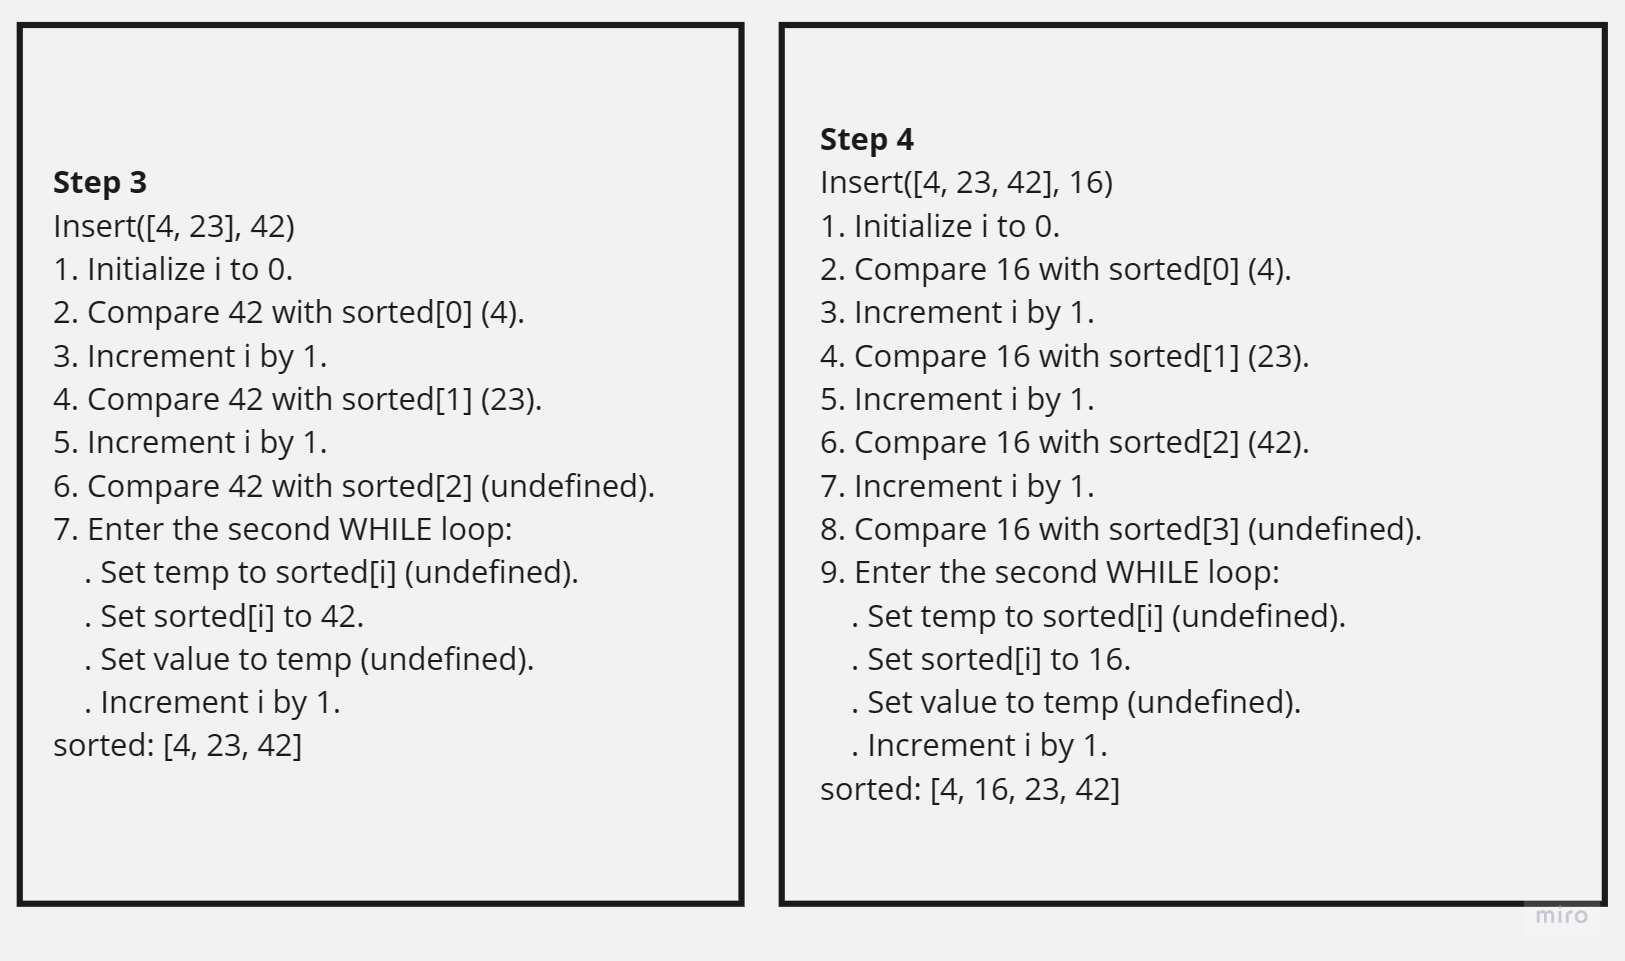 Step 3
Insert([4, 23], 42)
1. Initialize i to 0.
2. Compare 42 with sorted[0] (4).
3. Increment i by 1.
4. Compare 42 with sorted[1] (23).
5. Increment i by 1.
6. Compare 42 with sorted[2] (undefined).
7. Enter the second WHILE loop:
. Set temp to sorted[i] (undefined).
. Set sorted[i] to 42.
. Set value to temp (undefined).
. Increment i by 1.
sorted: [4, 23, 42]
Step 4
Insert([4, 23, 42], 16)
1. Initialize i to 0.
2. Compare 16 with sorted[0] (4).
3. Increment i by 1.
4. Compare 16 with sorted[1] (23).
5. Increment i by 1.
6. Compare 16 with sorted[2] (42).
7. Increment i by 1.
8. Compare 16 with sorted[3] (undefined).
9. Enter the second WHILE loop:
. Set temp to sorted[i] (undefined).
. Set sorted[i] to 16.
. Set value to temp (undefined).
. Increment i by 1.
sorted: [4, 16, 23, 42]
miro